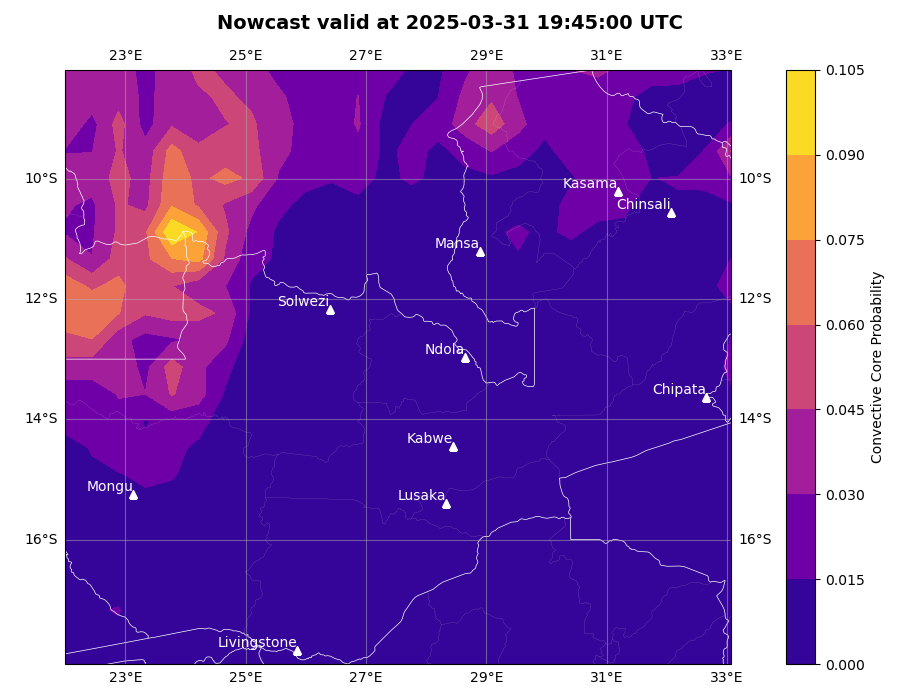 Nowcast valid at 2025-03-31 19:45:00 UTC
23°E 25°E 27°E 29°E 31°E 33°E
0.105
0.090
10°S 10°S
Kasama
Chinsali
0.075
Mansa
12°S 12°S
Solwezi
0.060
Ndola
Convective Core Probability
Chipata
0.045
14°S 14°S
Kabwe
Mongu
Lusaka
0.030
16°S 16°S
0.015
Livingstone
0.000
23°E 25°E 27°E 29°E 31°E 33°E